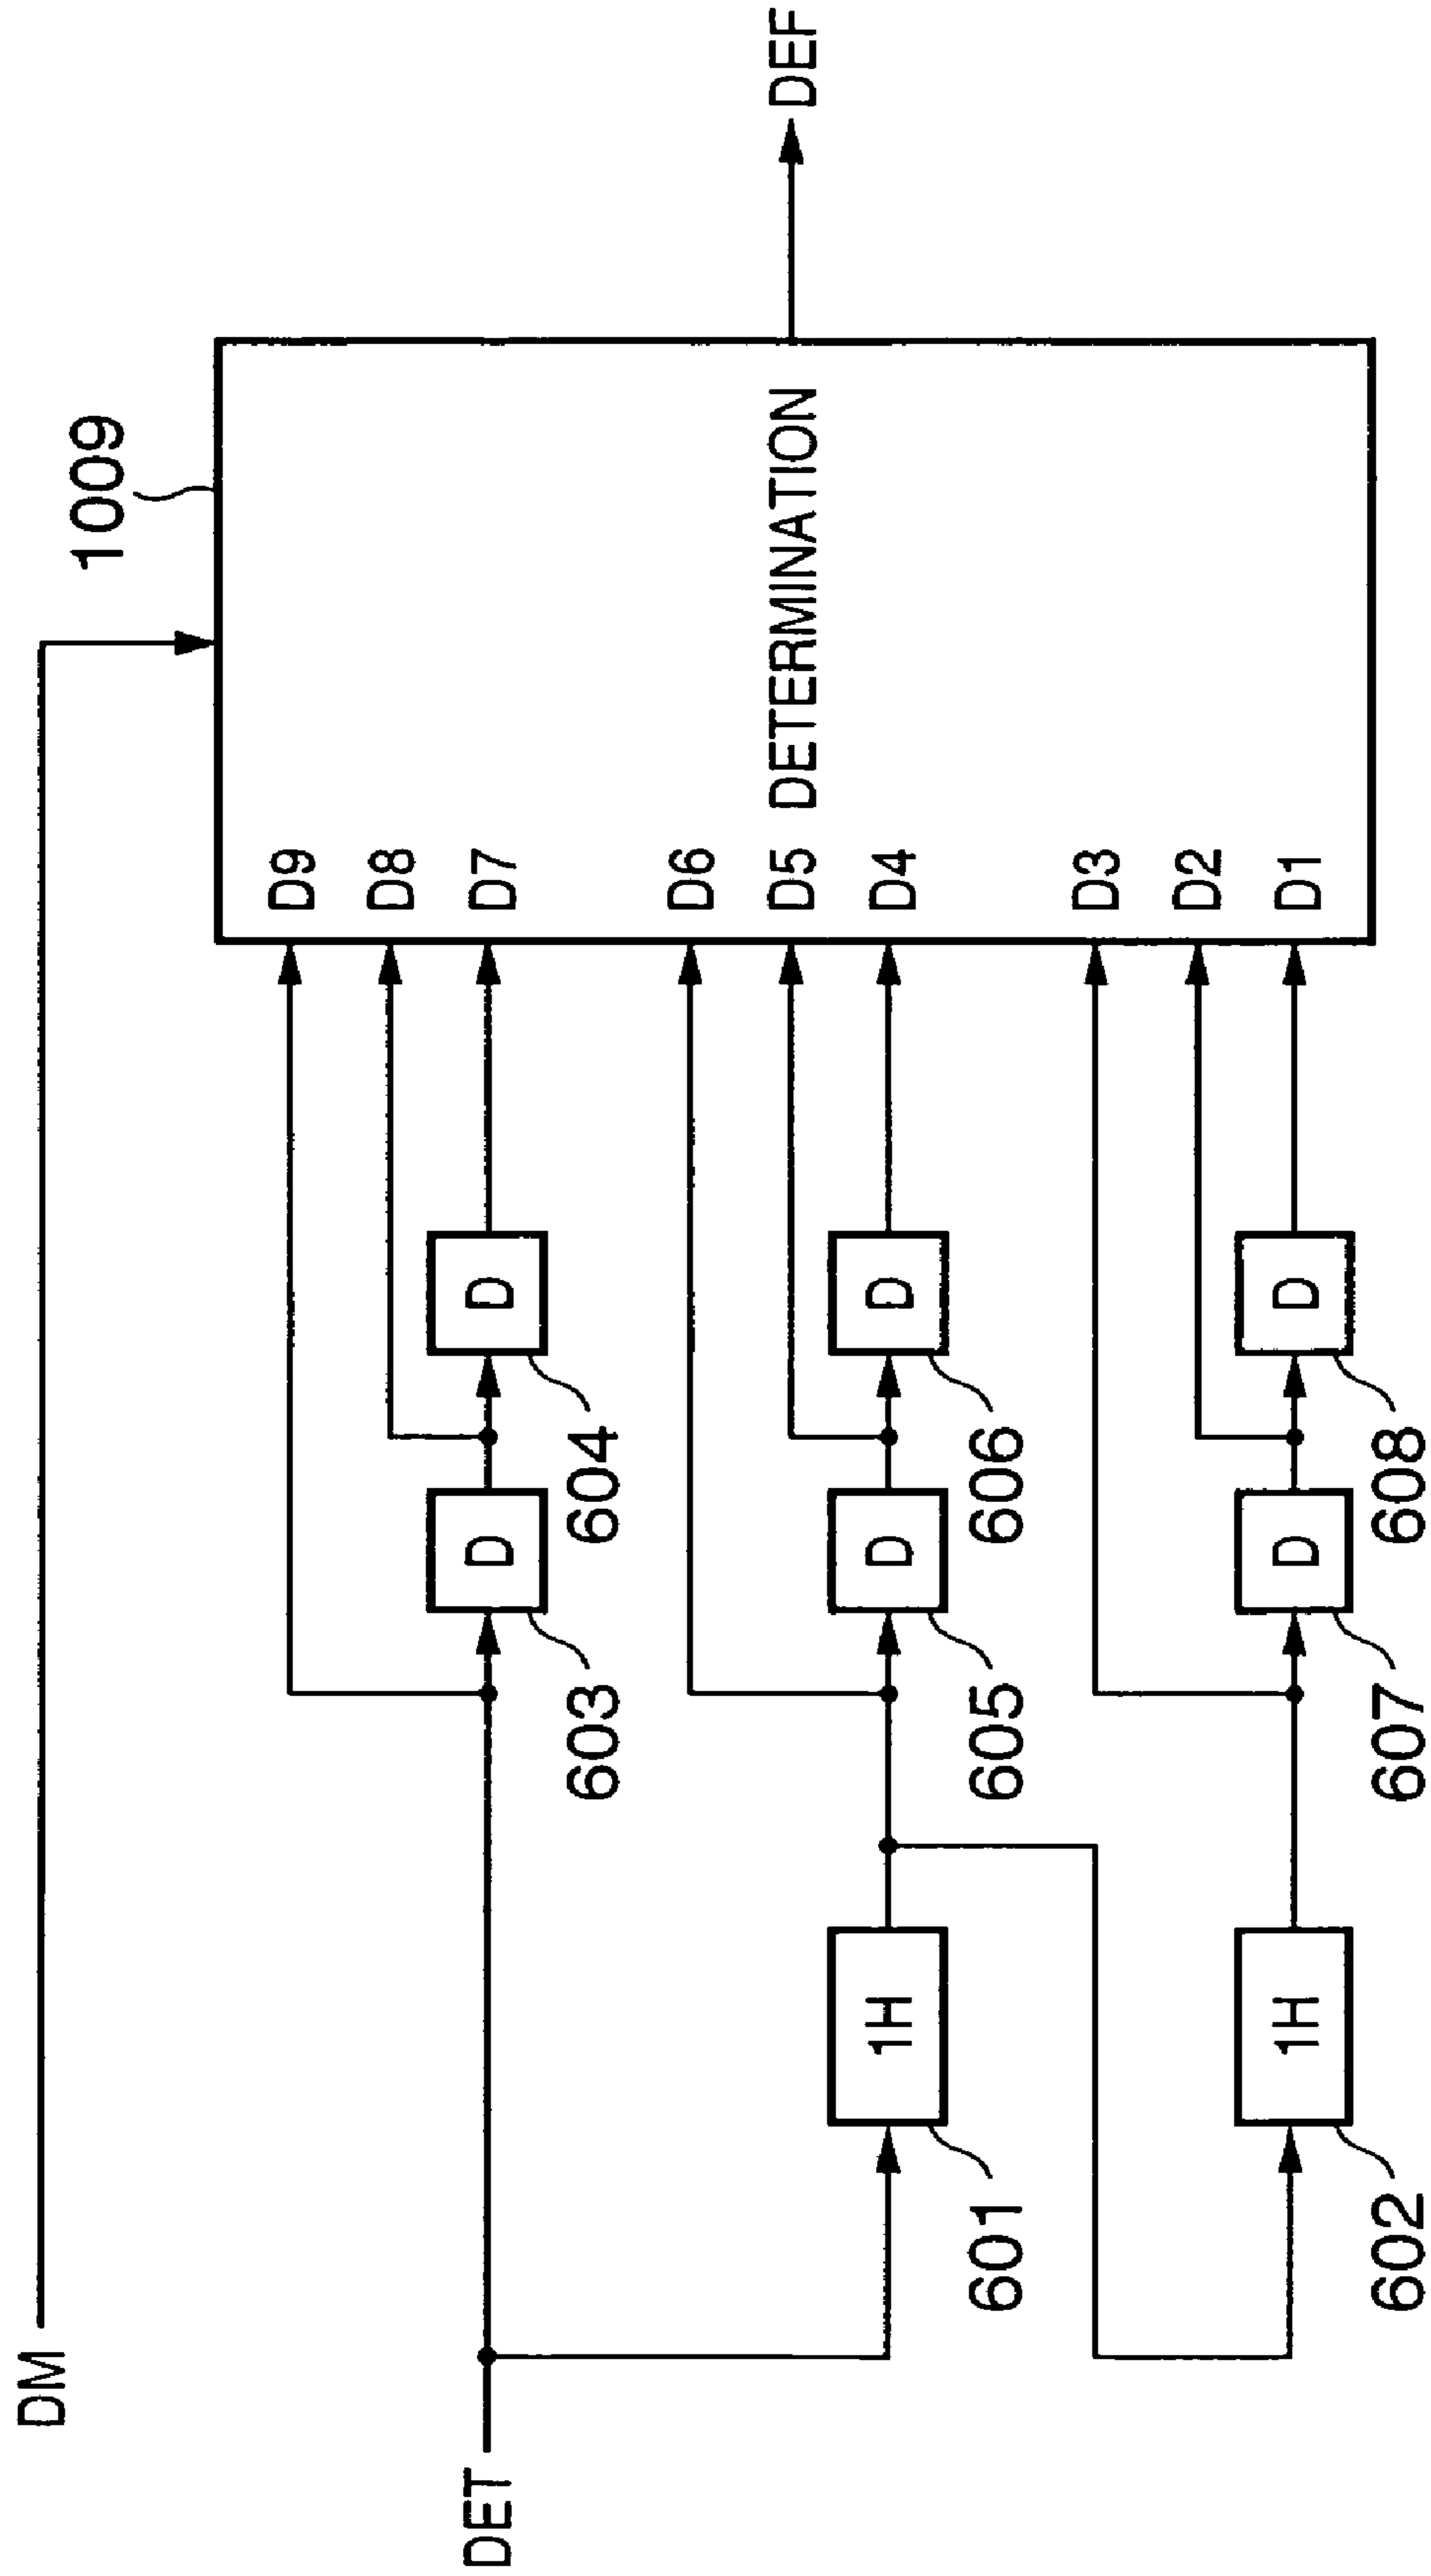 DM
1009
DET
D9
D8
D7
D
D
603
604
D6
D5 DETERMINATION
D4
DEF
1H
D
D
601
605
606
D3
D2
D1
1H
D
D
602
607
608